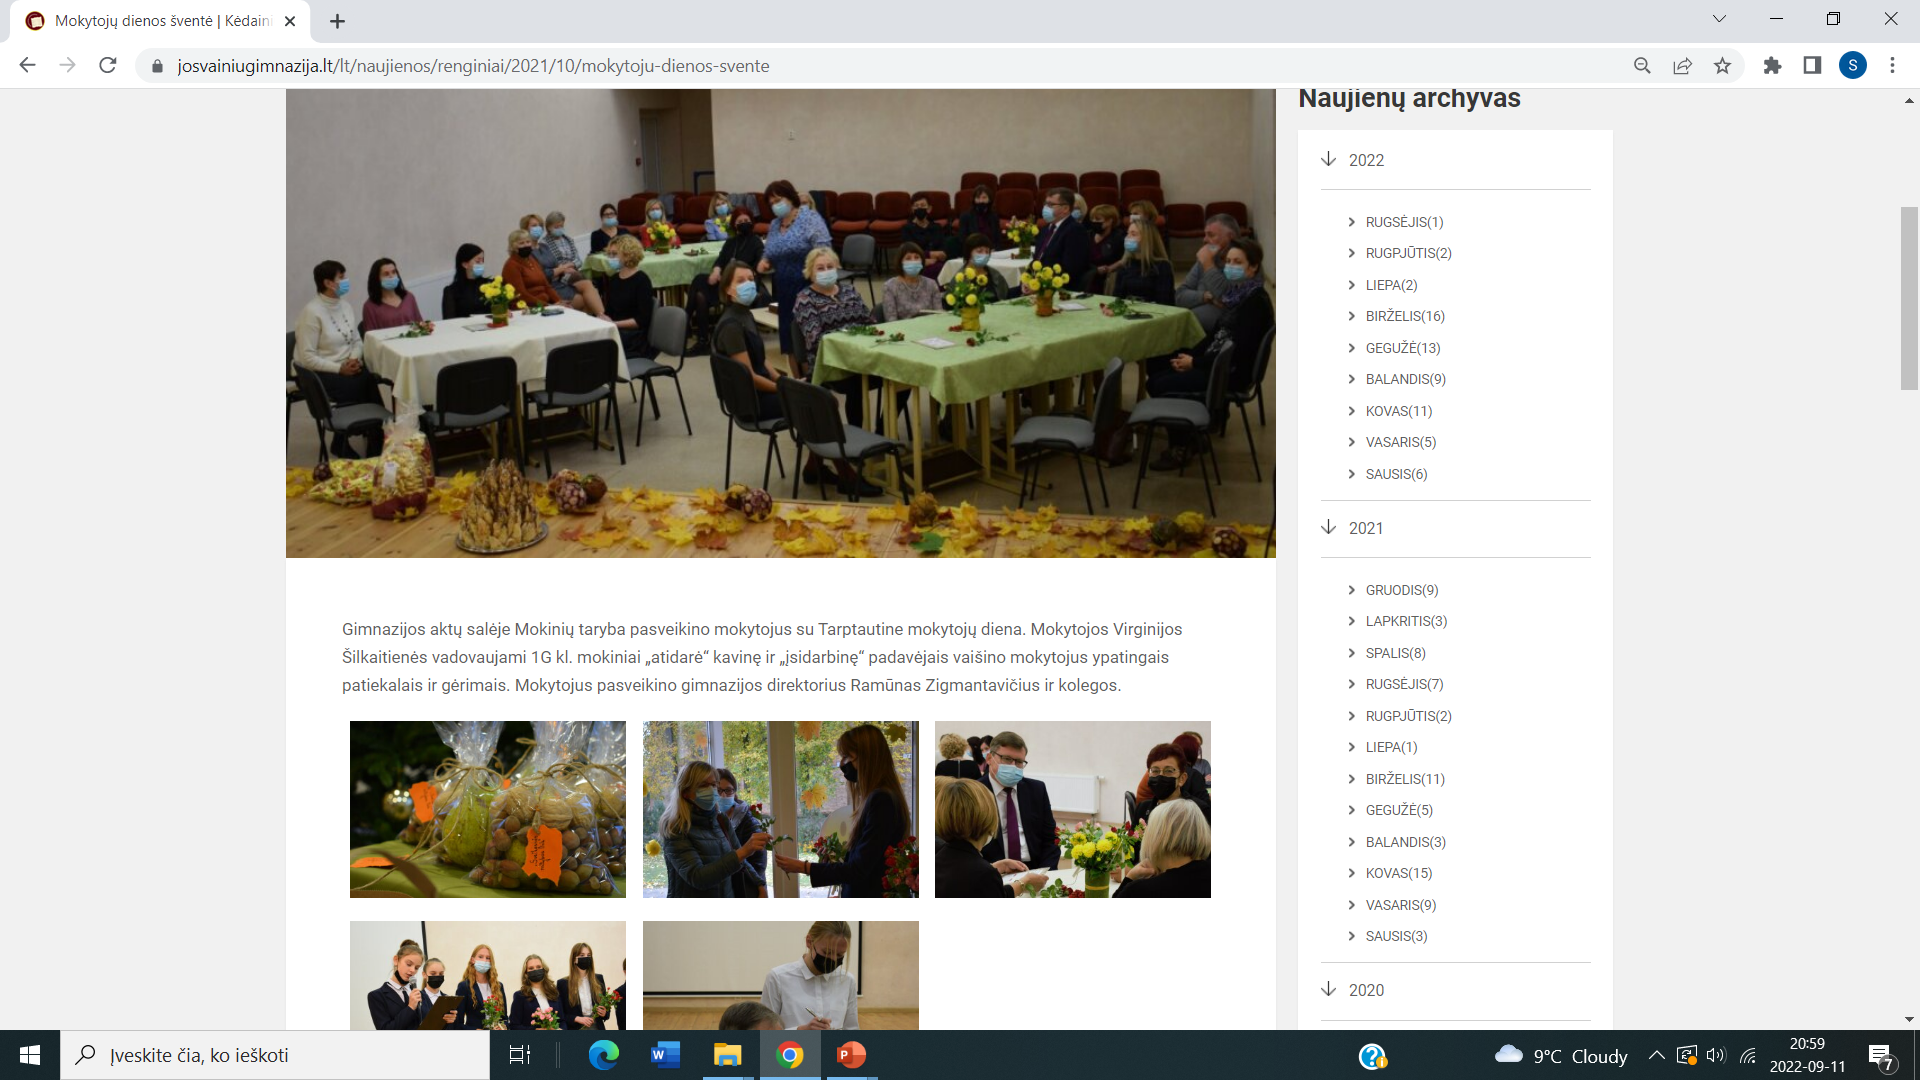 Mokytojų dienos šventė | Kėdaini
josvainiugimnazija.lt/lt/naujienos/renginiai/2021/10/mokytoju-dienos-svente
S
Naujienų archyvas
2022
RUGSĖJIS(1)
RUGPJŪTIS(2)
LIEPA(2)
BIRŽELIS(16)
GEGUŽĖ(13)
BALANDIS(9)
KOVAS(11)
VASARIS(5)
SAUSIS(6)
2021
GRUODIS(9)
LAPKRITIS(3)
SPALIS(8)
RUGSĖJIS(7)
RUGPJŪTIS(2)
LIEPA(1)
BIRŽELIS(11)
GEGUŽĖ(5)
BALANDIS(3)
KOVAS(15)
VASARIS(9)
SAUSIS(3)
2020
Gimnazijos aktų salėje Mokinių taryba pasveikino mokytojus su Tarptautine mokytojų diena. Mokytojos Virginijos
Šilkaitienės vadovaujami 1G kl. mokiniai „atidarė“ kavinę ir „įsidarbinę“ padavėjais vaišino mokytojus ypatingais
patiekalais ir gėrimais. Mokytojus pasveikino gimnazijos direktorius Ramūnas Zigmantavičius ir kolegos.
Įveskite čia, ko ieškoti
9°C Cloudy
20:59
2022-09-11
7